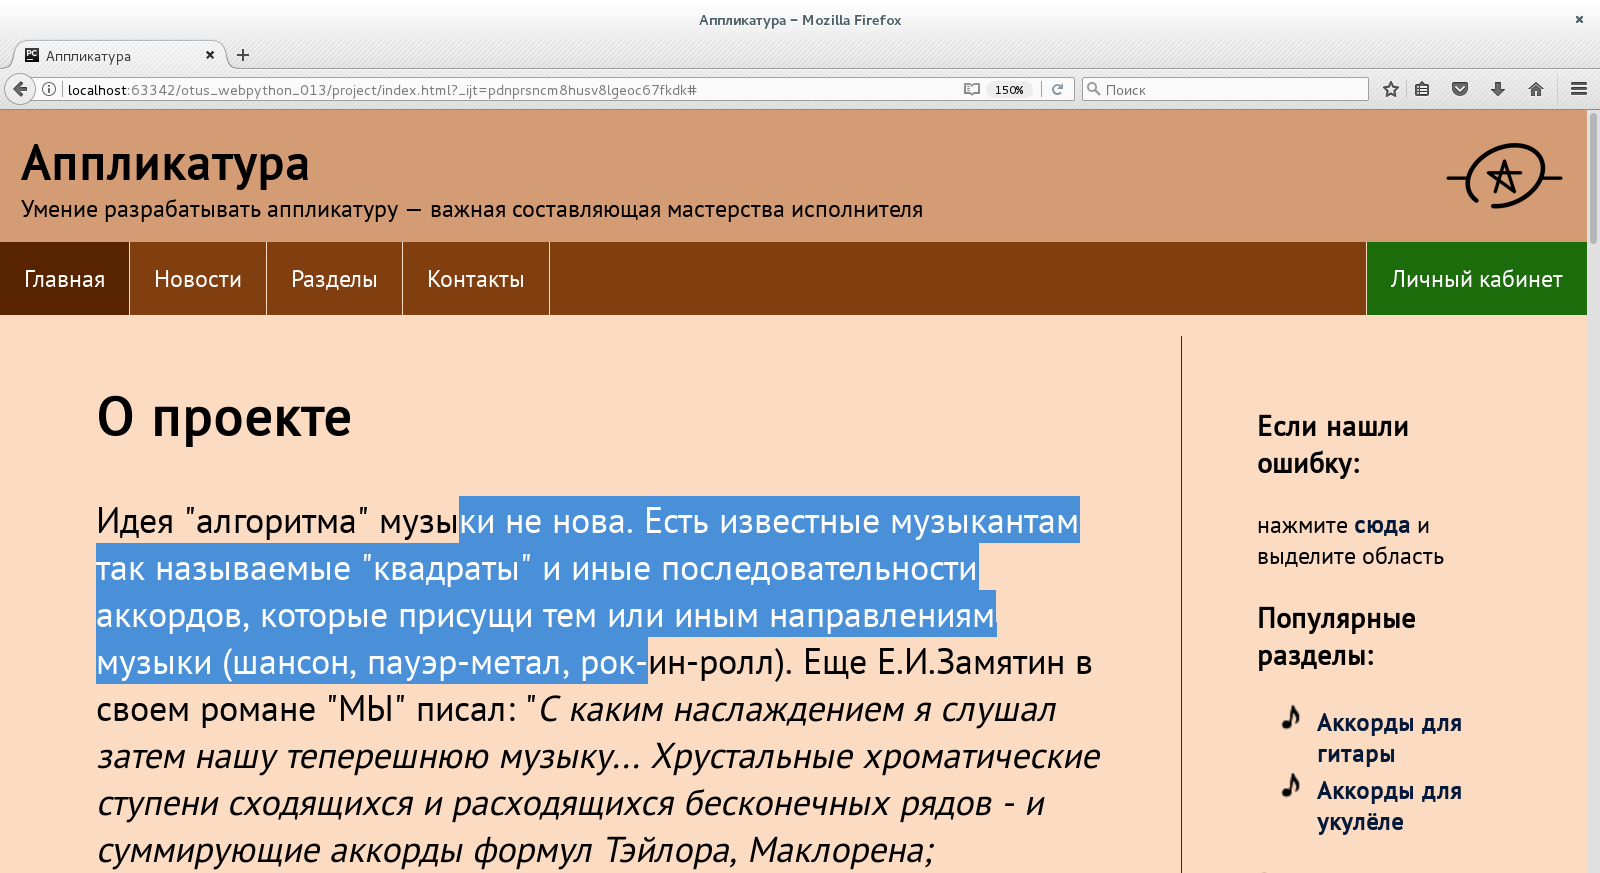 Аппликатура – Mozilla Firefox
PC Аппликатура
localhost:63342/otus_webpython_013/project/index.html?_ijt=pdnprsncm8husv8lgeoc67fkdk#
150%
Поиск
Аппликатура
Умение разрабатывать аппликатуру — важная составляющая мастерства исполнителя
Главная
Новости
Разделы
Контакты
Личный кабинет
О проекте
Идея "алгоритма" музыки не нова. Есть известные музыкантам
так называемые "квадраты" и иные последовательности
аккордов, которые присущи тем или иным направлениям
музыки (шансон, пауэр-метал, рок-ин-ролл). Еще Е.И.Замятин в
своем романе "МЫ" писал: "С каким наслаждением я слушал
затем нашу теперешнюю музыку... Хрустальные хроматические
ступени сходящихся и расходящихся бесконечных рядов - и
суммирующие аккорды формул Тэйлора, Маклорена;
Если нашли
ошибку:
нажмите сюда и
выделите область
Популярные
разделы:
Аккорды для
гитары
Аккорды для
укулёле